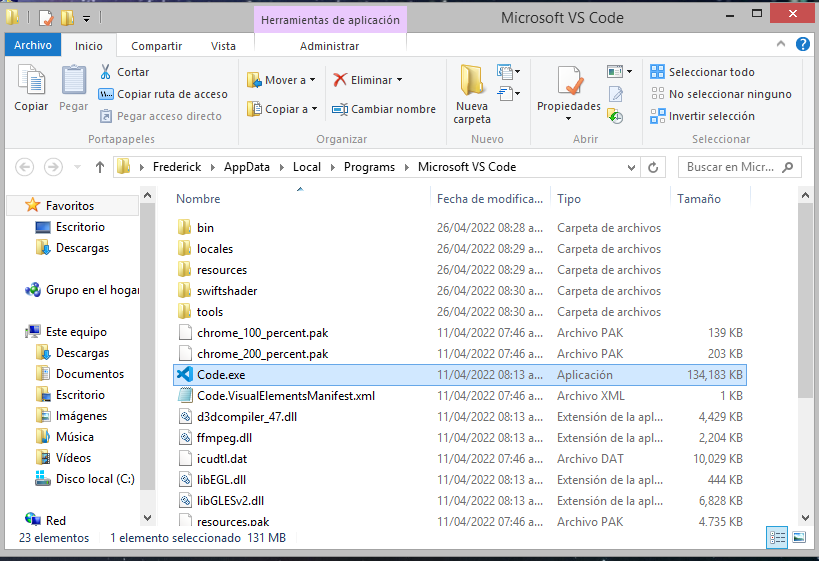 Herramientas de aplicación
Microsoft VS Code
Archivo Inicio Compartir Vista Administrar
Copiar
Pegar
Cortar
Copiar ruta de acceso
Pegar acceso directo
Portapapeles
Mover a
Copiar a
Eliminar
Cambiar nombre
Organizar
Nueva
carpeta
Nuevo
Propiedades
Abrir
Seleccionar todo
No seleccionar ninguno
Invertir selección
Seleccionar
Frederick AppData Local Programs Microsoft VS Code
Buscar en Micr...
Favoritos
Escritorio
Descargas
Grupo en el hogar
Este equipo
Descargas
Documentos
Escritorio
Imágenes
Música
Vídeos
Disco local (C:)
Red
Nombre Fecha de modifica... Tipo Tamaño
bin 26/04/2022 08:28 a... Carpeta de archivos
locales 26/04/2022 08:29 a... Carpeta de archivos
resources 26/04/2022 08:29 a... Carpeta de archivos
swiftshader 26/04/2022 08:30 a... Carpeta de archivos
tools 26/04/2022 08:30 a... Carpeta de archivos
chrome_100_percent.pak 11/04/2022 07:46 a... Archivo PAK 139 KB
chrome_200_percent.pak 11/04/2022 07:46 a... Archivo PAK 203 KB
Code.exe 11/04/2022 08:13 a... Aplicación 134,183 KB
Code.VisualElementsManifest.xml 11/04/2022 07:46 a... Archivo XML 1 KB
d3dcompiler_47.dll 11/04/2022 08:13 a... Extensión de la apl... 4,429 KB
ffmpeg.dll 11/04/2022 08:13 a... Extensión de la apl... 2,204 KB
icudtl.dat 11/04/2022 07:46 a... Archivo DAT 10,029 KB
libEGL.dll 11/04/2022 08:13 a... Extensión de la apl... 444 KB
libGLESv2.dll 11/04/2022 08:13 a... Extensión de la apl... 6,828 KB
resources.pak 11/04/2022 07:46 a... Archivo PAK 4.735 KB
23 elementos 1 elemento seleccionado 131 MB